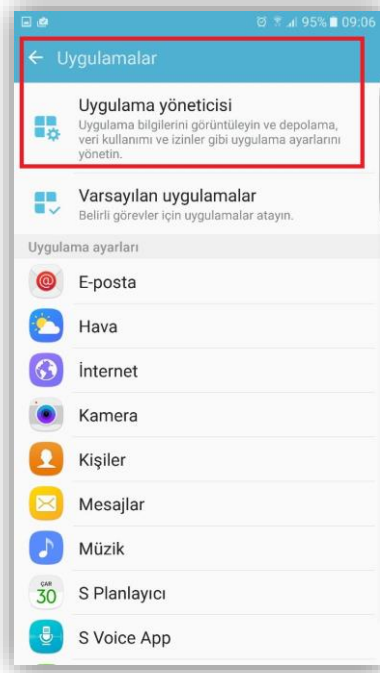 95% 09:06
Uygulamalar
Uygulama yöneticisi
Uygulama bilgilerini görüntüleyin ve depolama,
veri kullanımı ve izinler gibi uygulama ayarlarını
yönetin.
Varsayılan uygulamalar
Belirli görevler için uygulamalar atayın.
Uygulama ayarları
E-posta
Hava
İnternet
Kamera
Kişiler
Mesajlar
Müzik
ÇAR
30
S Planlayıcı
S Voice App